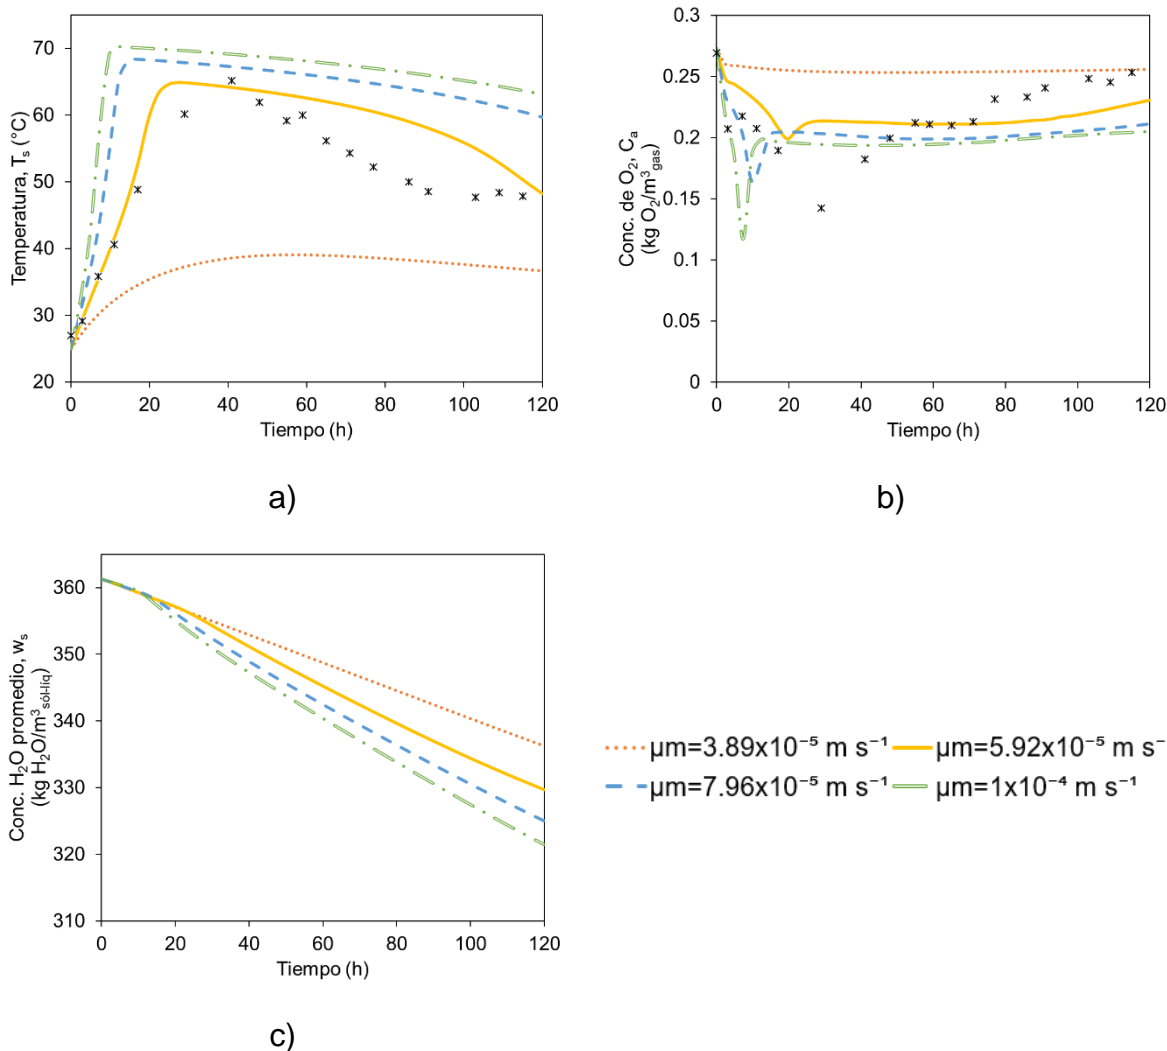 70
60
50
40
30
20
Temperatura, Tₛ (°C)
0 20 40 60 80 100 120
Tiempo (h)
a)
0.3
0.25
0.2
0.15
0.1
0.05
0
Conc. de O₂, Cₐ
(kg O₂/m³gas)
0 20 40 60 80 100 120
Tiempo (h)
b)
360
350
340
330
320
310
Conc. H₂O promedio, wₛ
(kg H₂O/m³sól-líq)
0 20 40 60 80 100 120
Tiempo (h)
c)
µm=3.89x10⁻⁵ m s⁻¹ µm=5.92x10⁻⁵ m s⁻
µm=7.96x10⁻⁵ m s⁻¹ µm=1x10⁻⁴ m s⁻¹